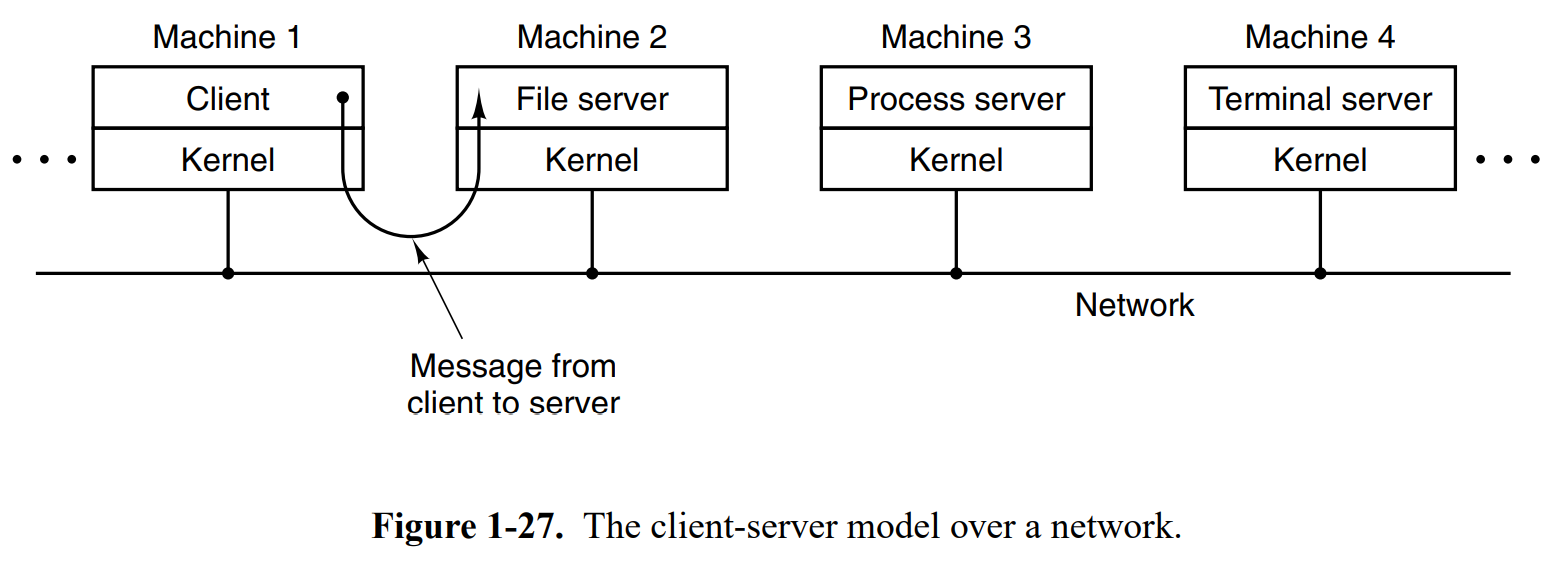 Machine 1
Machine 2
Machine 3
Machine 4
Client
File server
Process server
Terminal server
Kernel
Kernel
Kernel
Kernel
Network
Message from
client to server
Figure 1-27. The client-server model over a network.